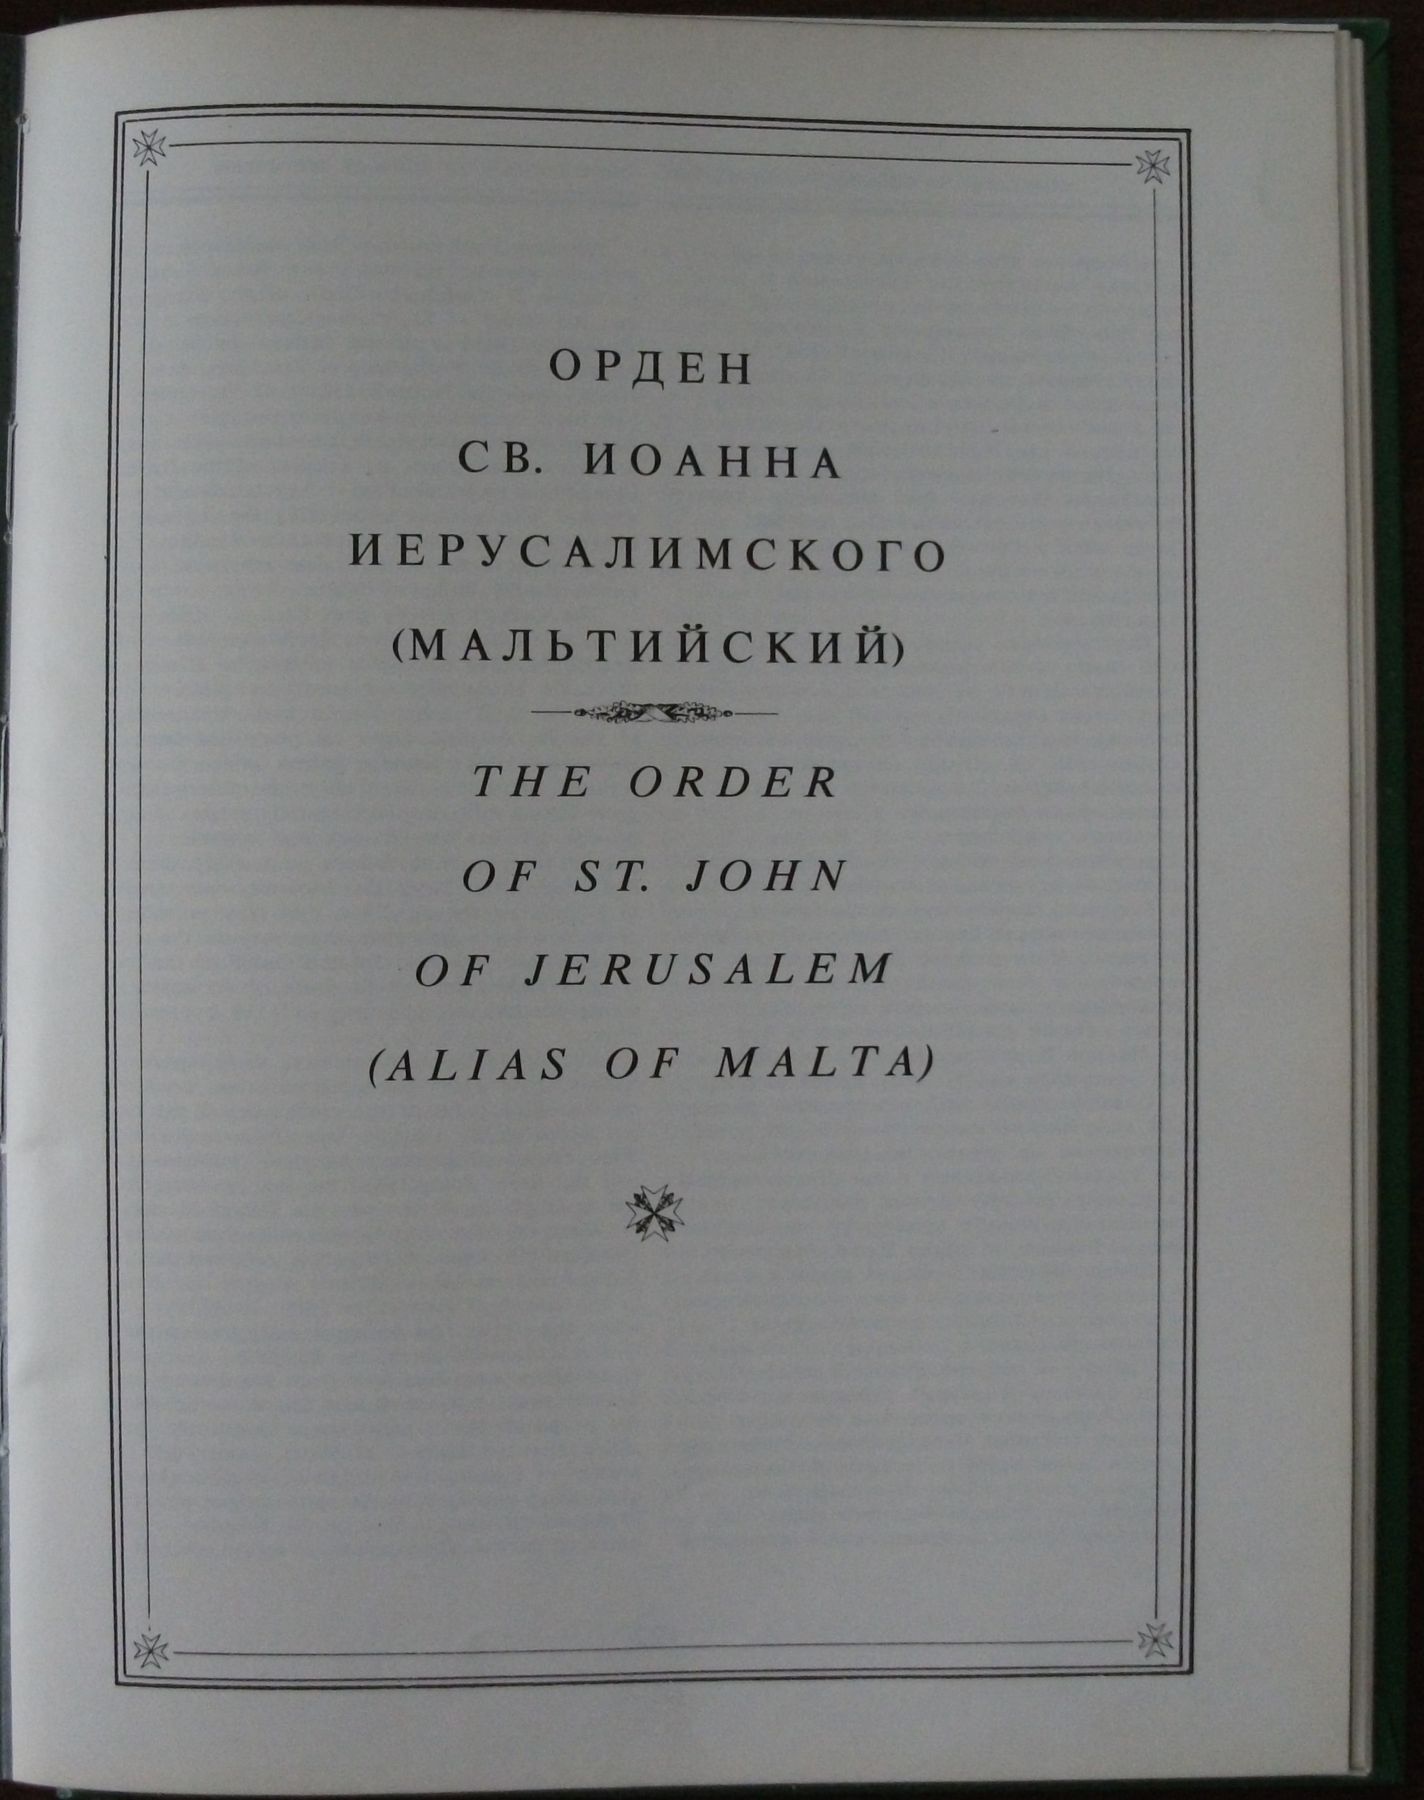 ОРДЕН
СВ. ИОАННА
ИЕРУСАЛИМСКОГО
(МАЛЬТИЙСКИЙ)
THE ORDER
OF ST. JOHN
OF JERUSALEM
(ALIAS OF MALTA)